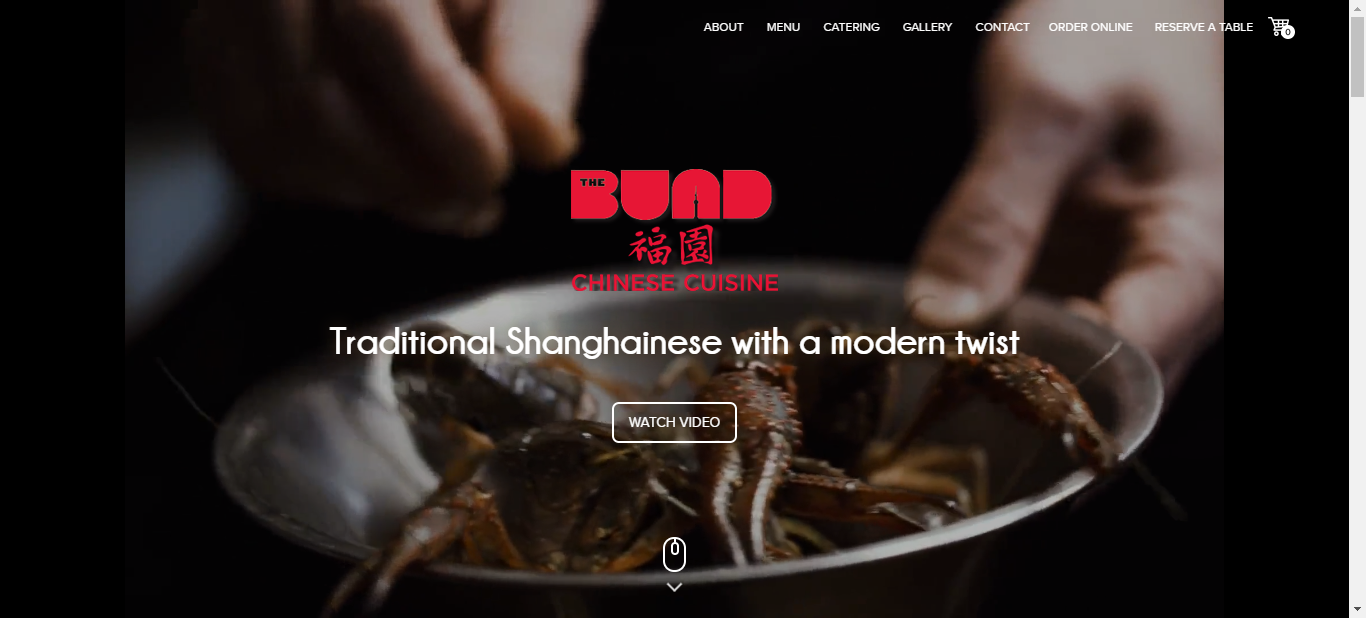 ABOUT MENU CATERING GALLERY CONTACT ORDER ONLINE RESERVE A TABLE 0
THE BUND
福園
CHINESE CUISINE
Traditional Shanghainese with a modern twist
WATCH VIDEO